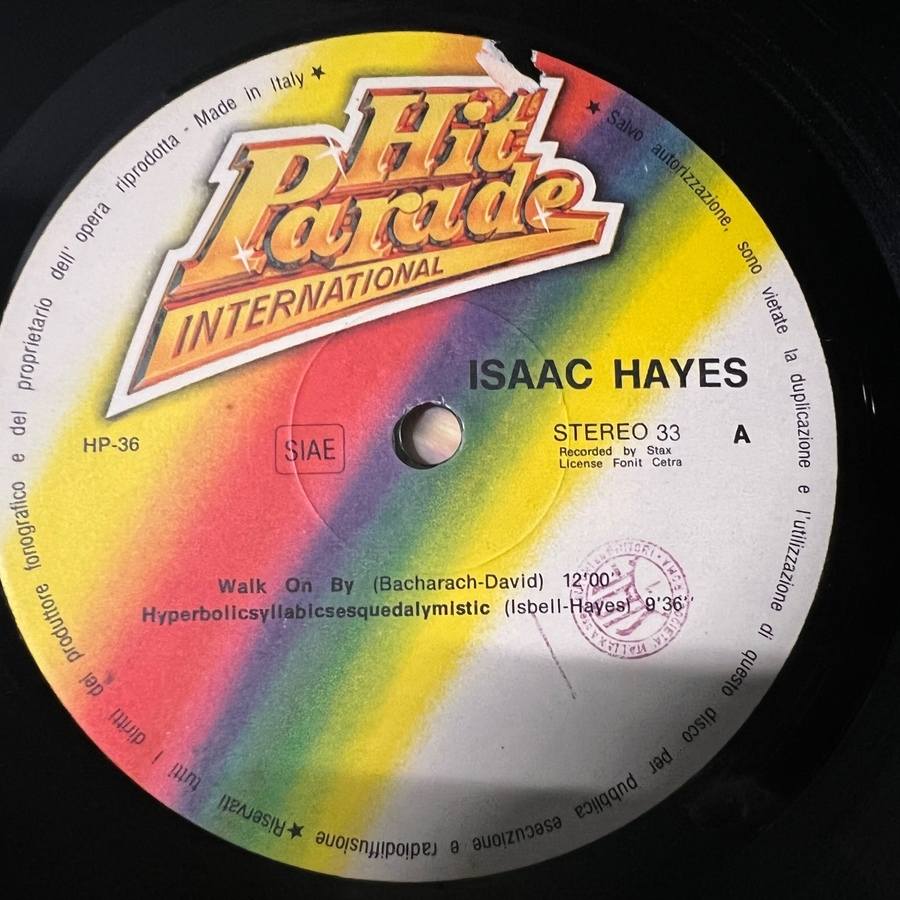 Hit
Parade
INTERNATIONAL
ISAAC HAYES
HP-36
SIAE
STEREO 33
A
Recorded by Stax
License Fonit Cetra
Walk On By (Bacharach-David) 12'00"
Hyperbolicsyllabicsesquedalymistic (Isbell-Hayes) 9'36"
★ Riservati tutti i diritti del produttore fonografico e del proprietario dell' opera riprodotta - Made in Italy ★
★ Salvo autorizzazione, sono vietate la duplicazione e l'utilizzazione di questo disco per pubblica esecuzione e radiodiffusione